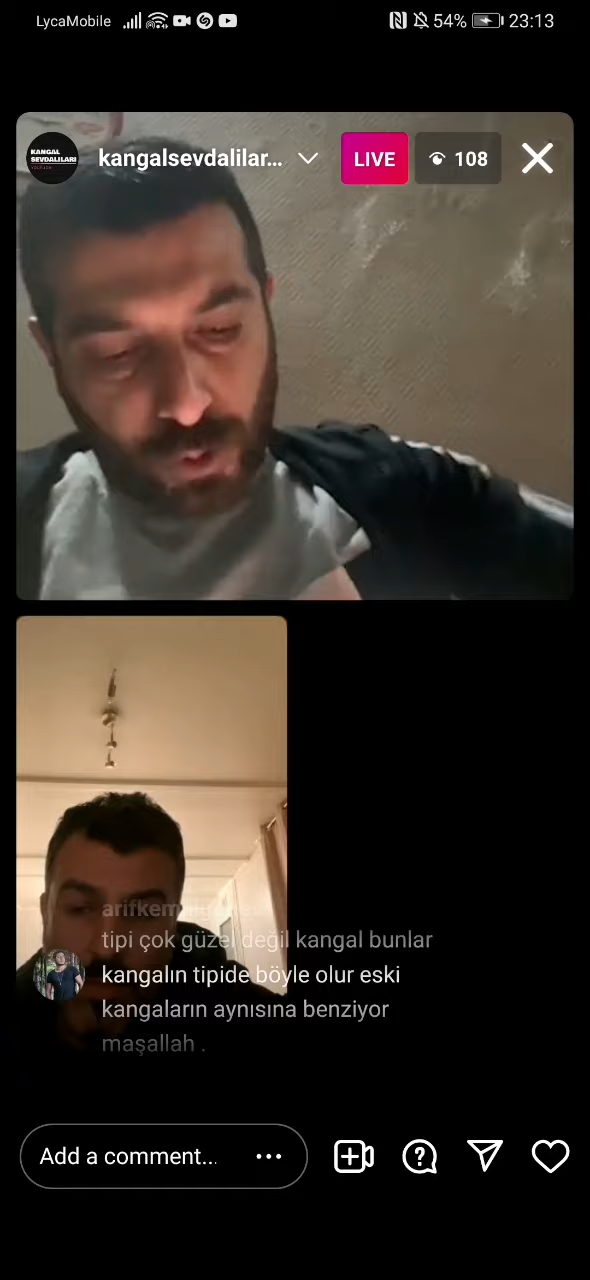 LycaMobile 54% 23:13
KANGAL
SEVDALILARI
kangalsevdalilar... LIVE 108
tipi çok güzel değil kangal bunlar
kangalın tipide böyle olur eski
kangaların aynısına benziyor
maşallah .
Add a comment...